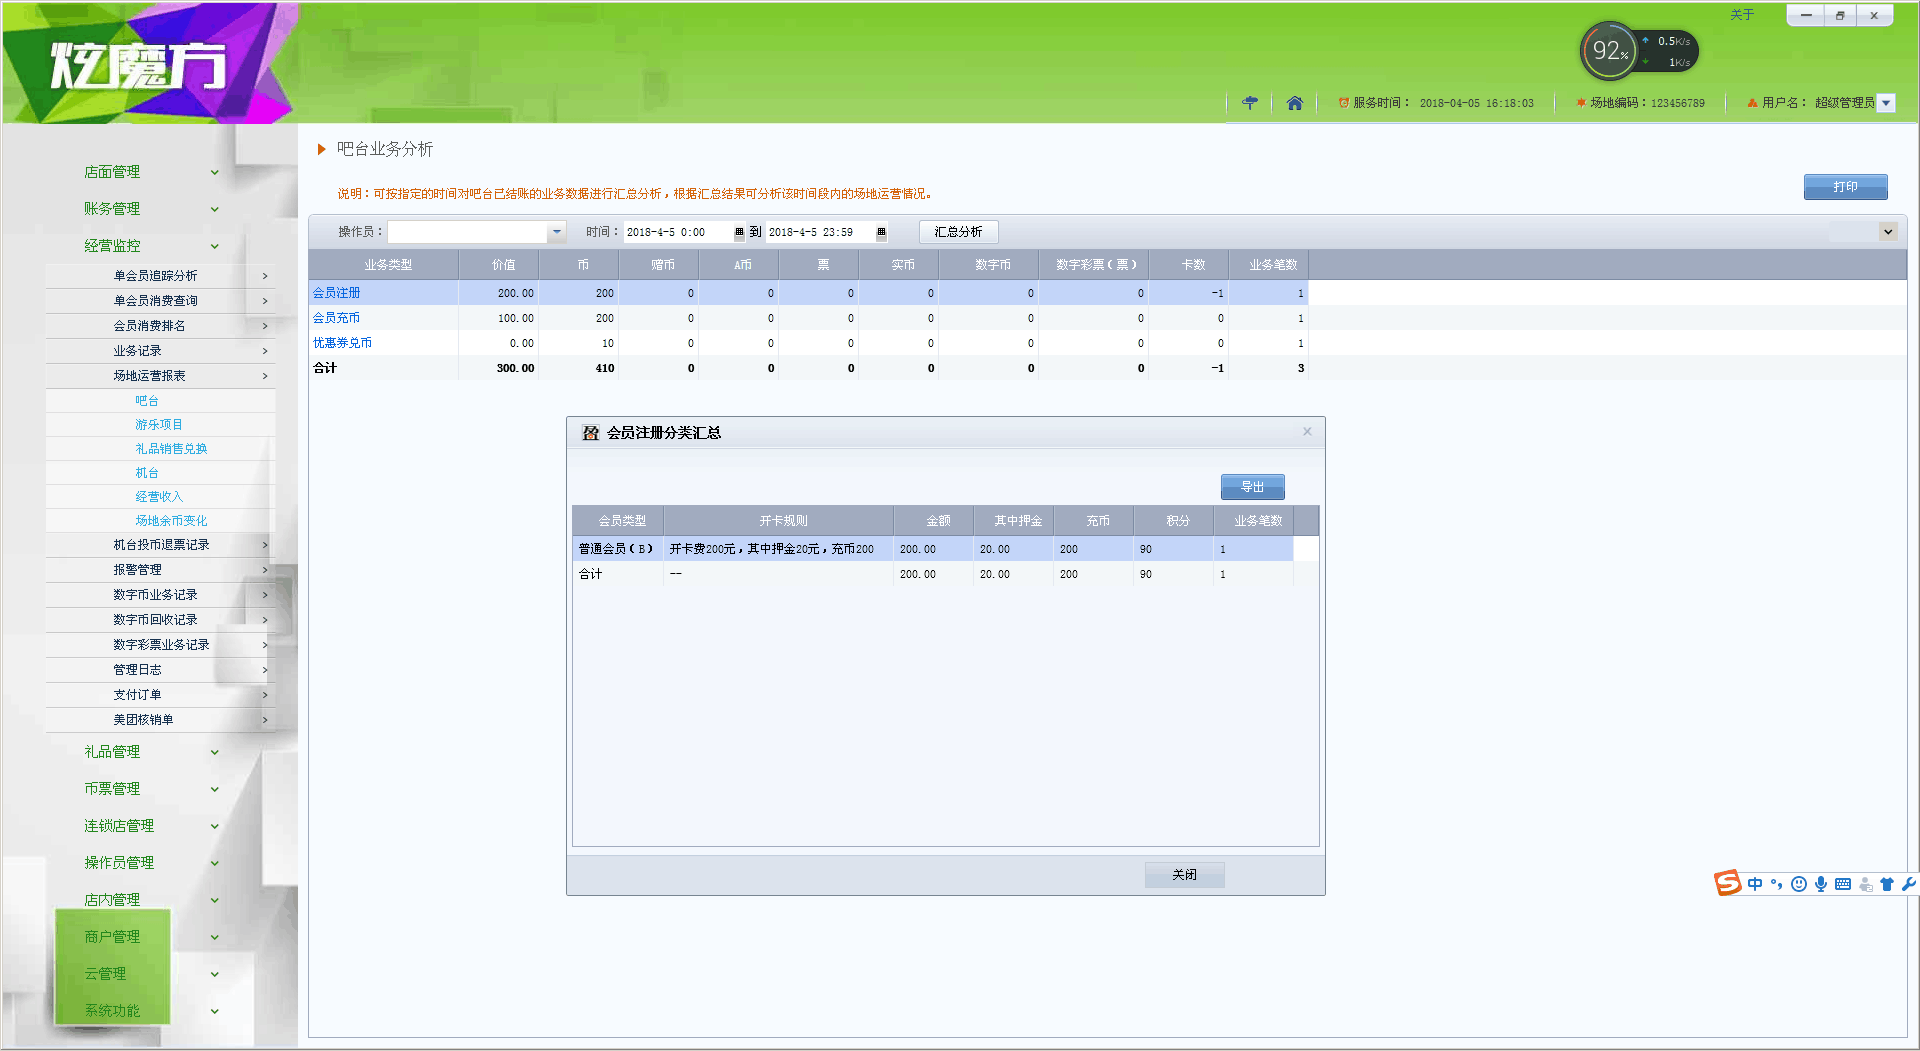 关于
炫魔方
92%
0.5K/s
1K/s
服务时间： 2018-04-05 16:18:03
场地编码：123456789
用户名： 超级管理员
店面管理
账务管理
经营监控
单会员追踪分析
单会员消费查询
会员消费排名
业务记录
场地运营报表
吧台
游乐项目
礼品销售兑换
机台
经营收入
场地余币变化
机台投币退票记录
报警管理
数字币业务记录
数字币回收记录
数字彩票业务记录
管理日志
支付订单
美团核销单
礼品管理
币票管理
连锁店管理
操作员管理
店内管理
商户管理
云管理
系统功能
吧台业务分析
说明：可按指定的时间对吧台已结账的业务数据进行汇总分析，根据汇总结果可分析该时间段内的场地运营情况。
打印
操作员： 时间： 2018-4-5 0:00 到 2018-4-5 23:59 汇总分析
业务类型 价值 币 赠币 A币 票 实币 数字币 数字彩票（票） 卡数 业务笔数
会员注册 200.00 200 0 0 0 0 0 0 -1 1
会员充币 100.00 200 0 0 0 0 0 0 0 1
优惠券兑币 0.00 10 0 0 0 0 0 0 0 1
合计 300.00 410 0 0 0 0 0 0 -1 3
会员注册分类汇总
导出
会员类型 开卡规则 金额 其中押金 充币 积分 业务笔数
普通会员（B） 开卡费200元，其中押金20元，充币200 200.00 20.00 200 90 1
合计 -- 200.00 20.00 200 90 1
关闭
S 中